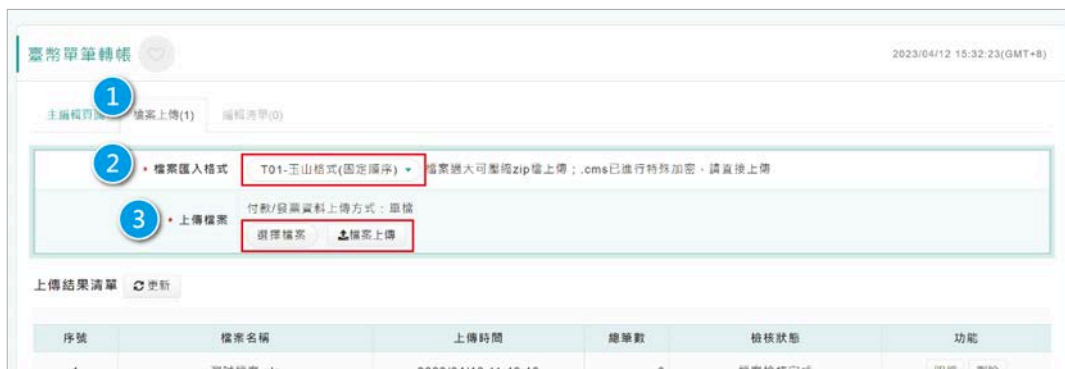 臺幣單筆轉帳
2023/04/12 15:32:23(GMT+8)
1
主編輯頁面 檔案上傳(1) 編輯清單(0)
2
* 檔案匯入格式 T01-玉山格式(固定順序) 檔案過大可壓縮zip檔上傳；.cms已進行特殊加密，請直接上傳
付款/發票資料上傳方式：單檔
3
* 上傳檔案
選擇檔案 檔案上傳
上傳結果清單 更新
序號 檔案名稱 上傳時間 總筆數 檢核狀態 功能